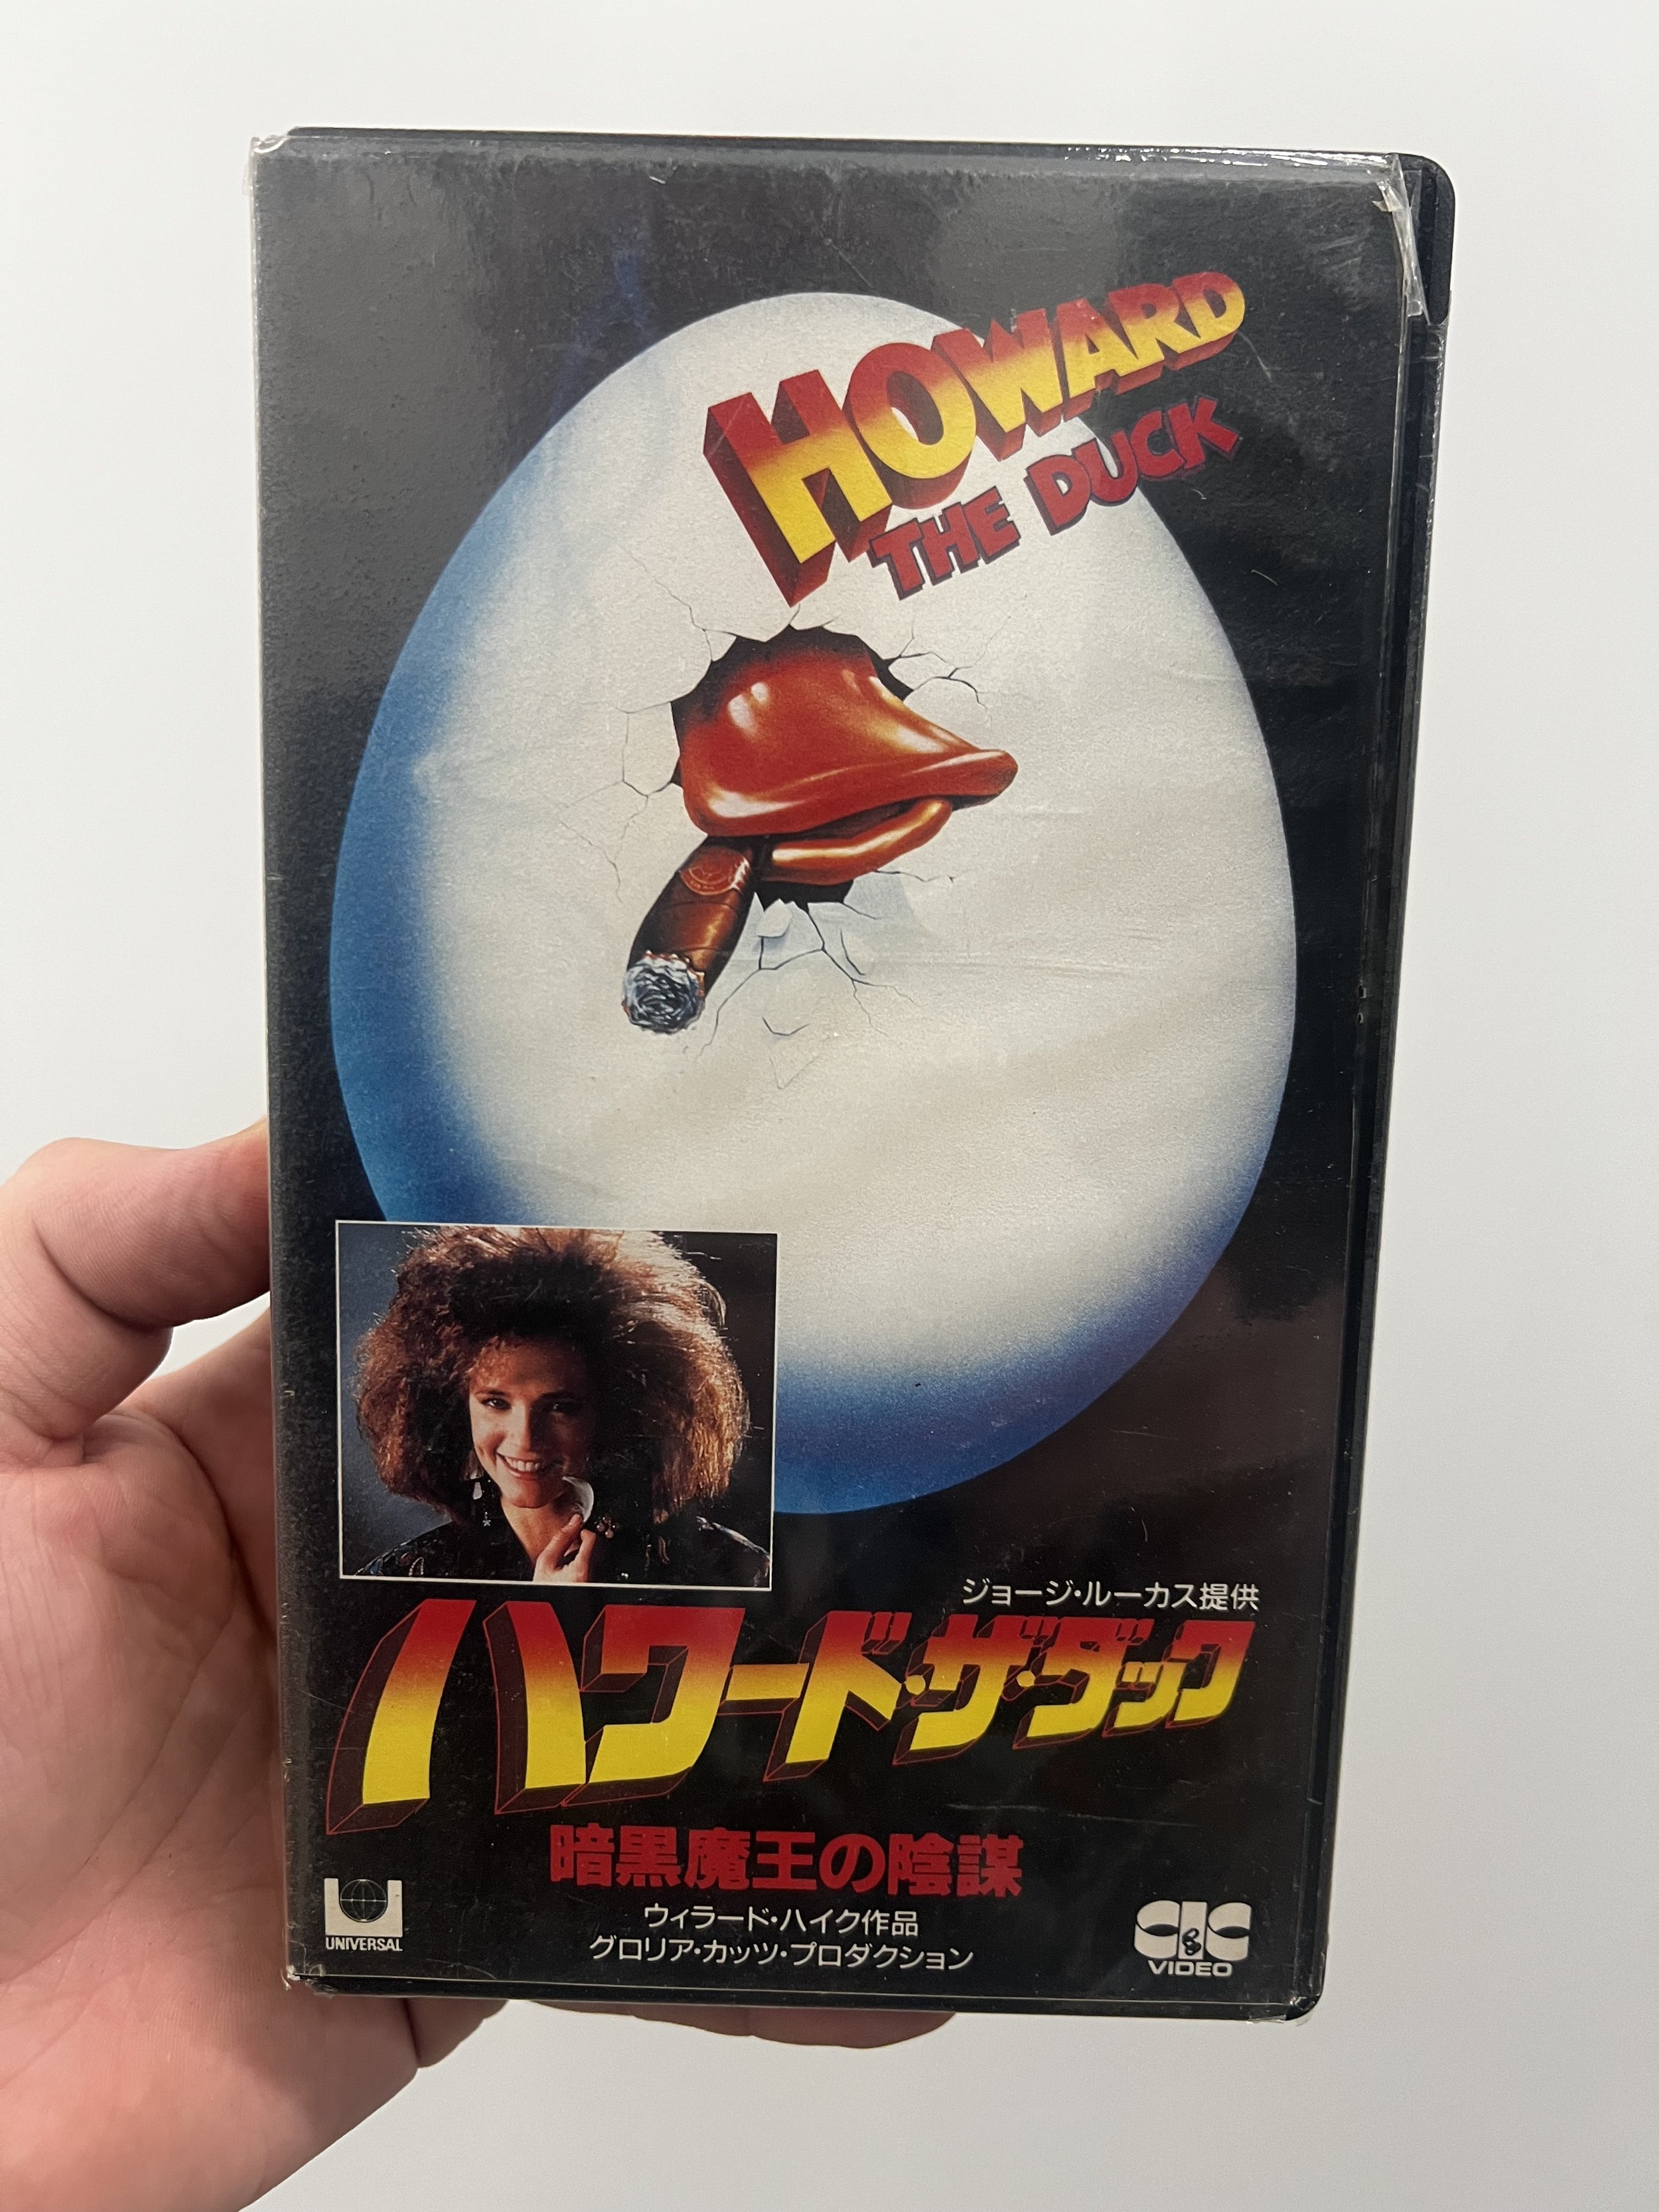 HOWARD
THE DUCK
ジョージ・ルーカス提供
ハワード・ザ・ダック
暗黒魔王の陰謀
ウィラード・ハイク作品
グロリア・カッツ・プロダクション
UNIVERSAL
CIC
VIDEO